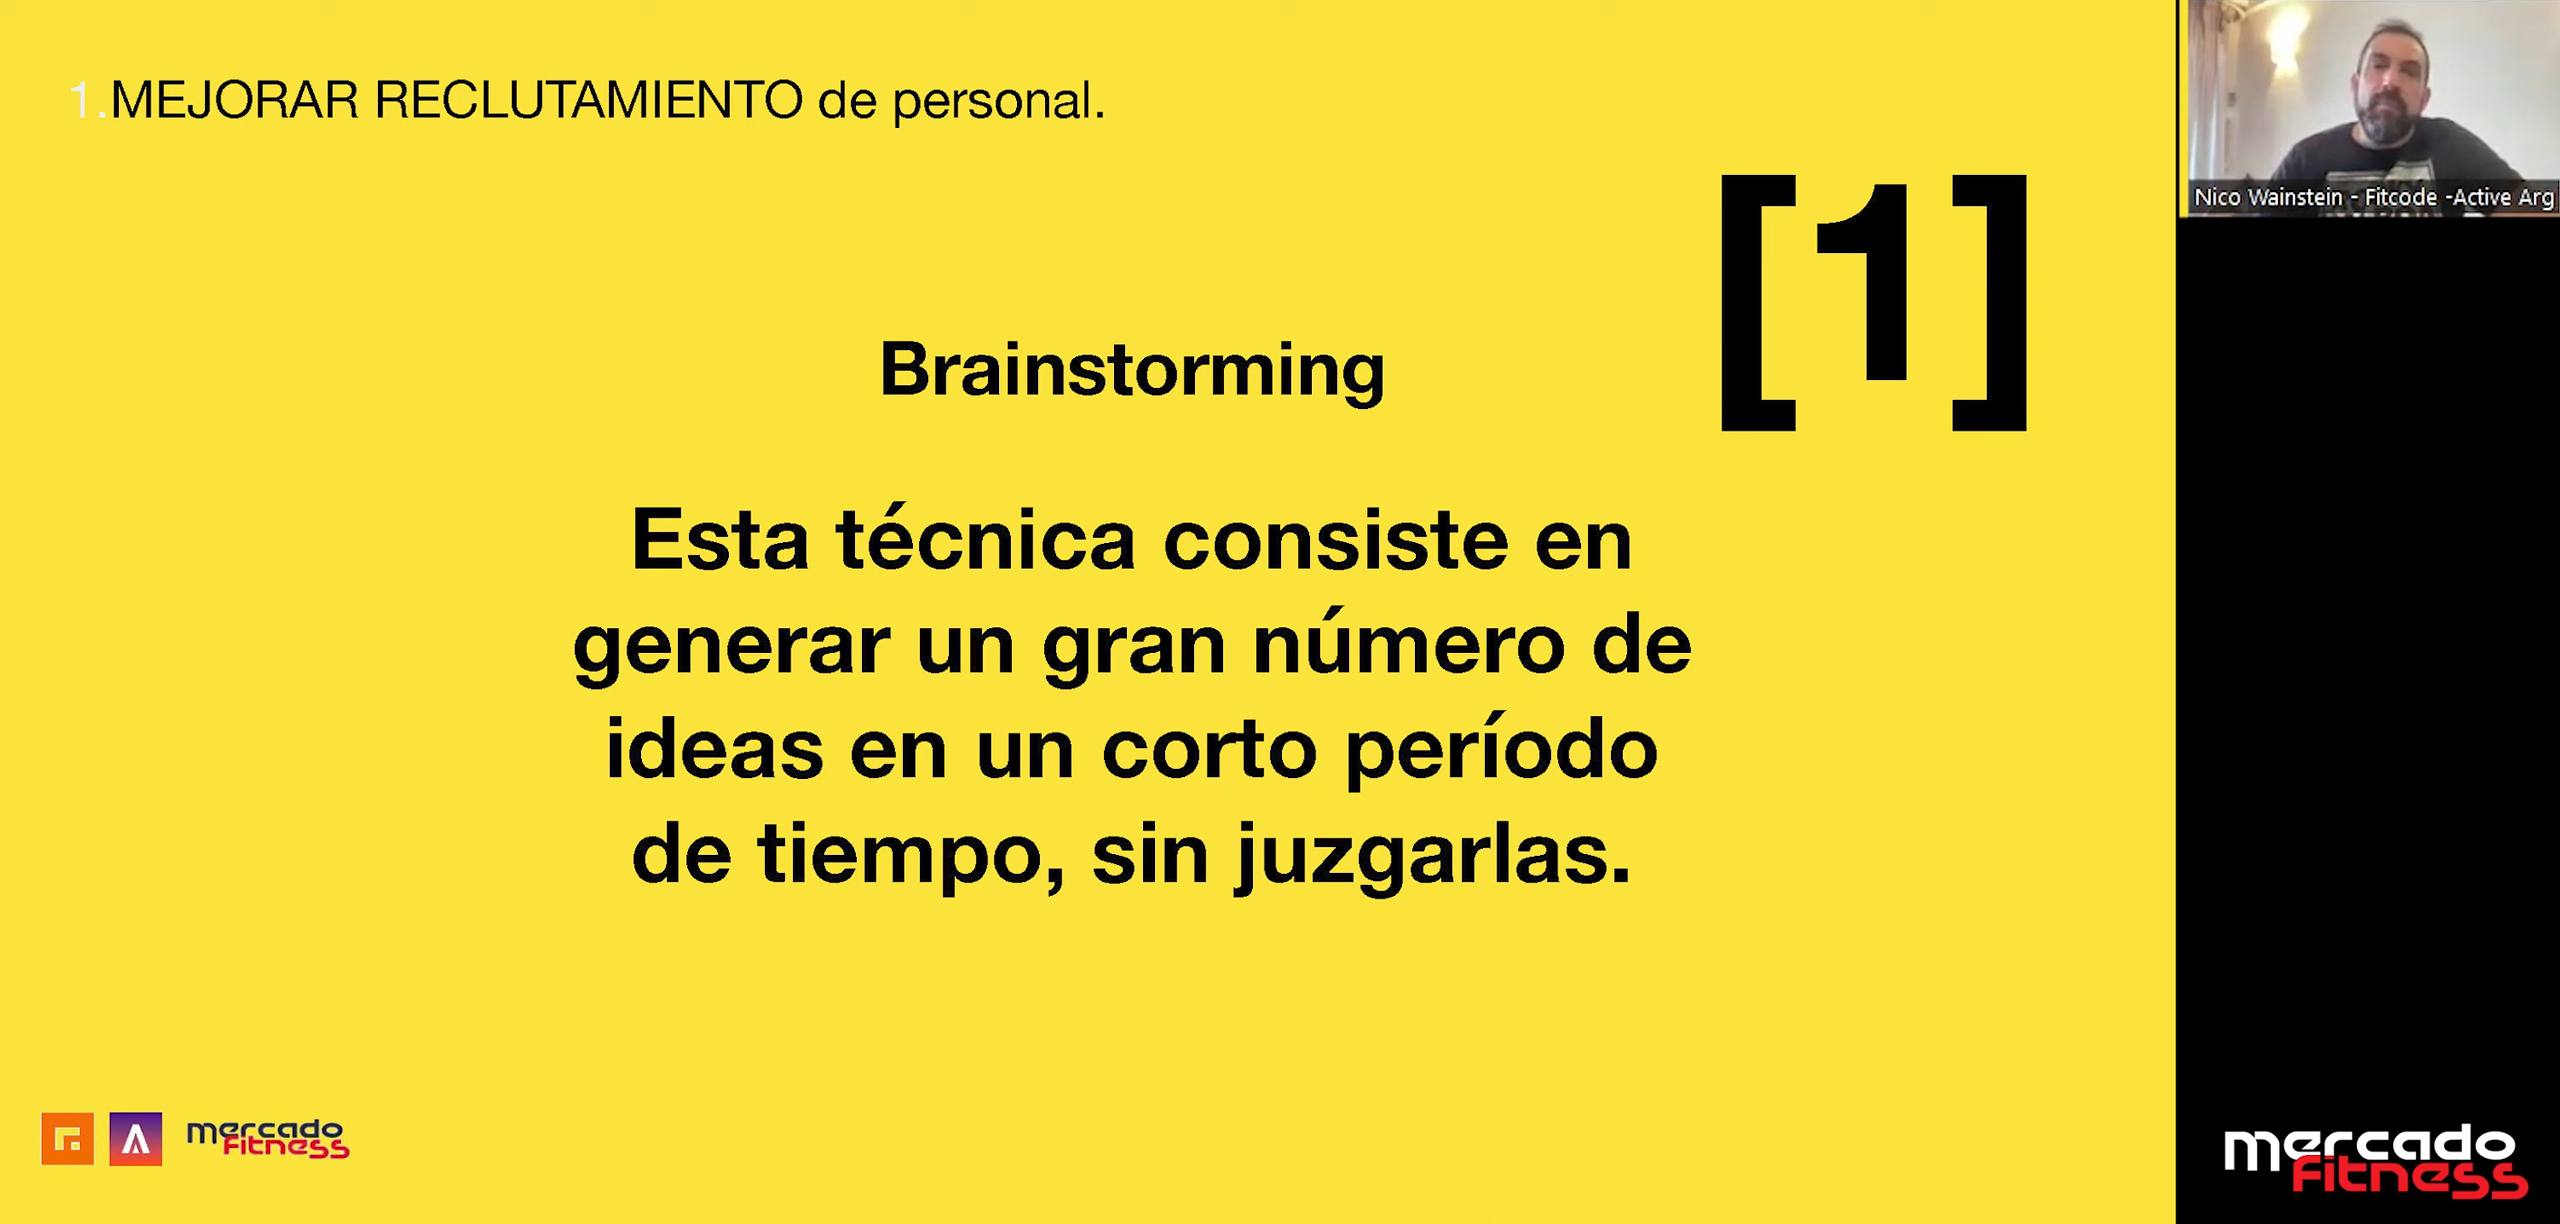 1.MEJORAR RECLUTAMIENTO de personal.
[1]
Brainstorming
Esta técnica consiste en
generar un gran número de
ideas en un corto período
de tiempo, sin juzgarlas.
mercado
fitness
Nico Wainstein - Fitcode -Active Arg
mercado
fitness